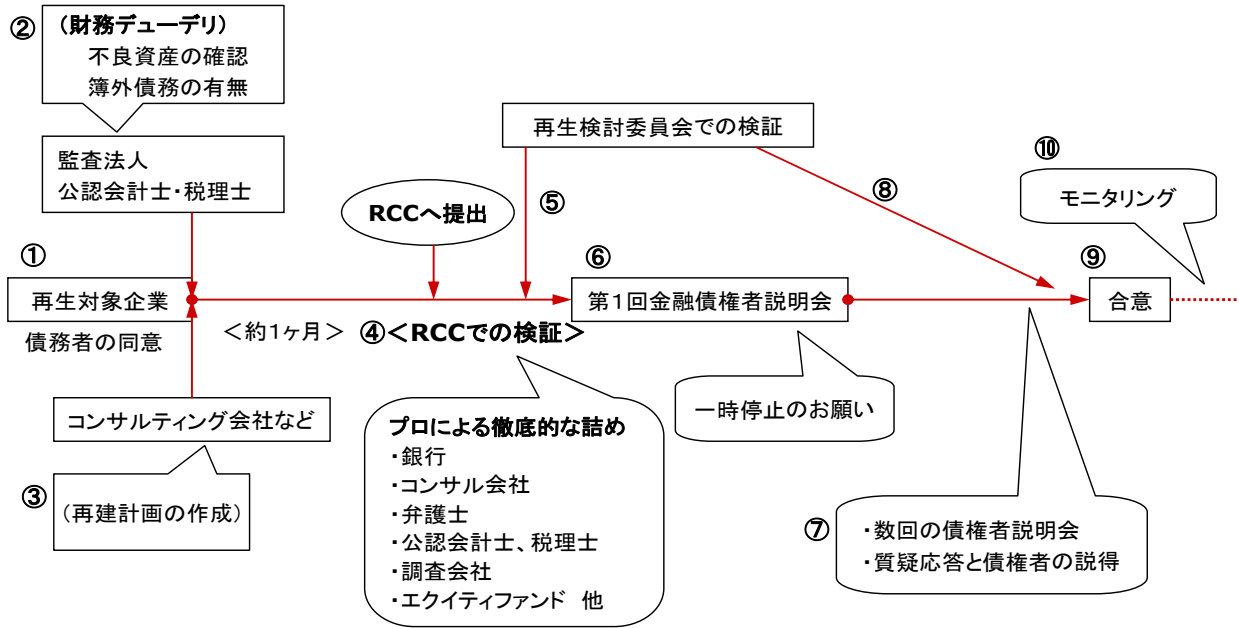 ②
(財務デューデリ)
不良資産の確認
簿外債務の有無
監査法人
公認会計士・税理士
再生検討委員会での検証
⑩
モニタリング
RCCへ提出
⑤
⑧
①
再生対象企業
債務者の同意
<約1ヶ月>
④<RCCでの検証>
⑥
第1回金融債権者説明会
⑨
合意
コンサルティング会社など
③
(再建計画の作成)
プロによる徹底的な詰め
・銀行
・コンサル会社
・弁護士
・公認会計士、税理士
・調査会社
・エクイティファンド 他
一時停止のお願い
⑦
・数回の債権者説明会
・質疑応答と債権者の説得